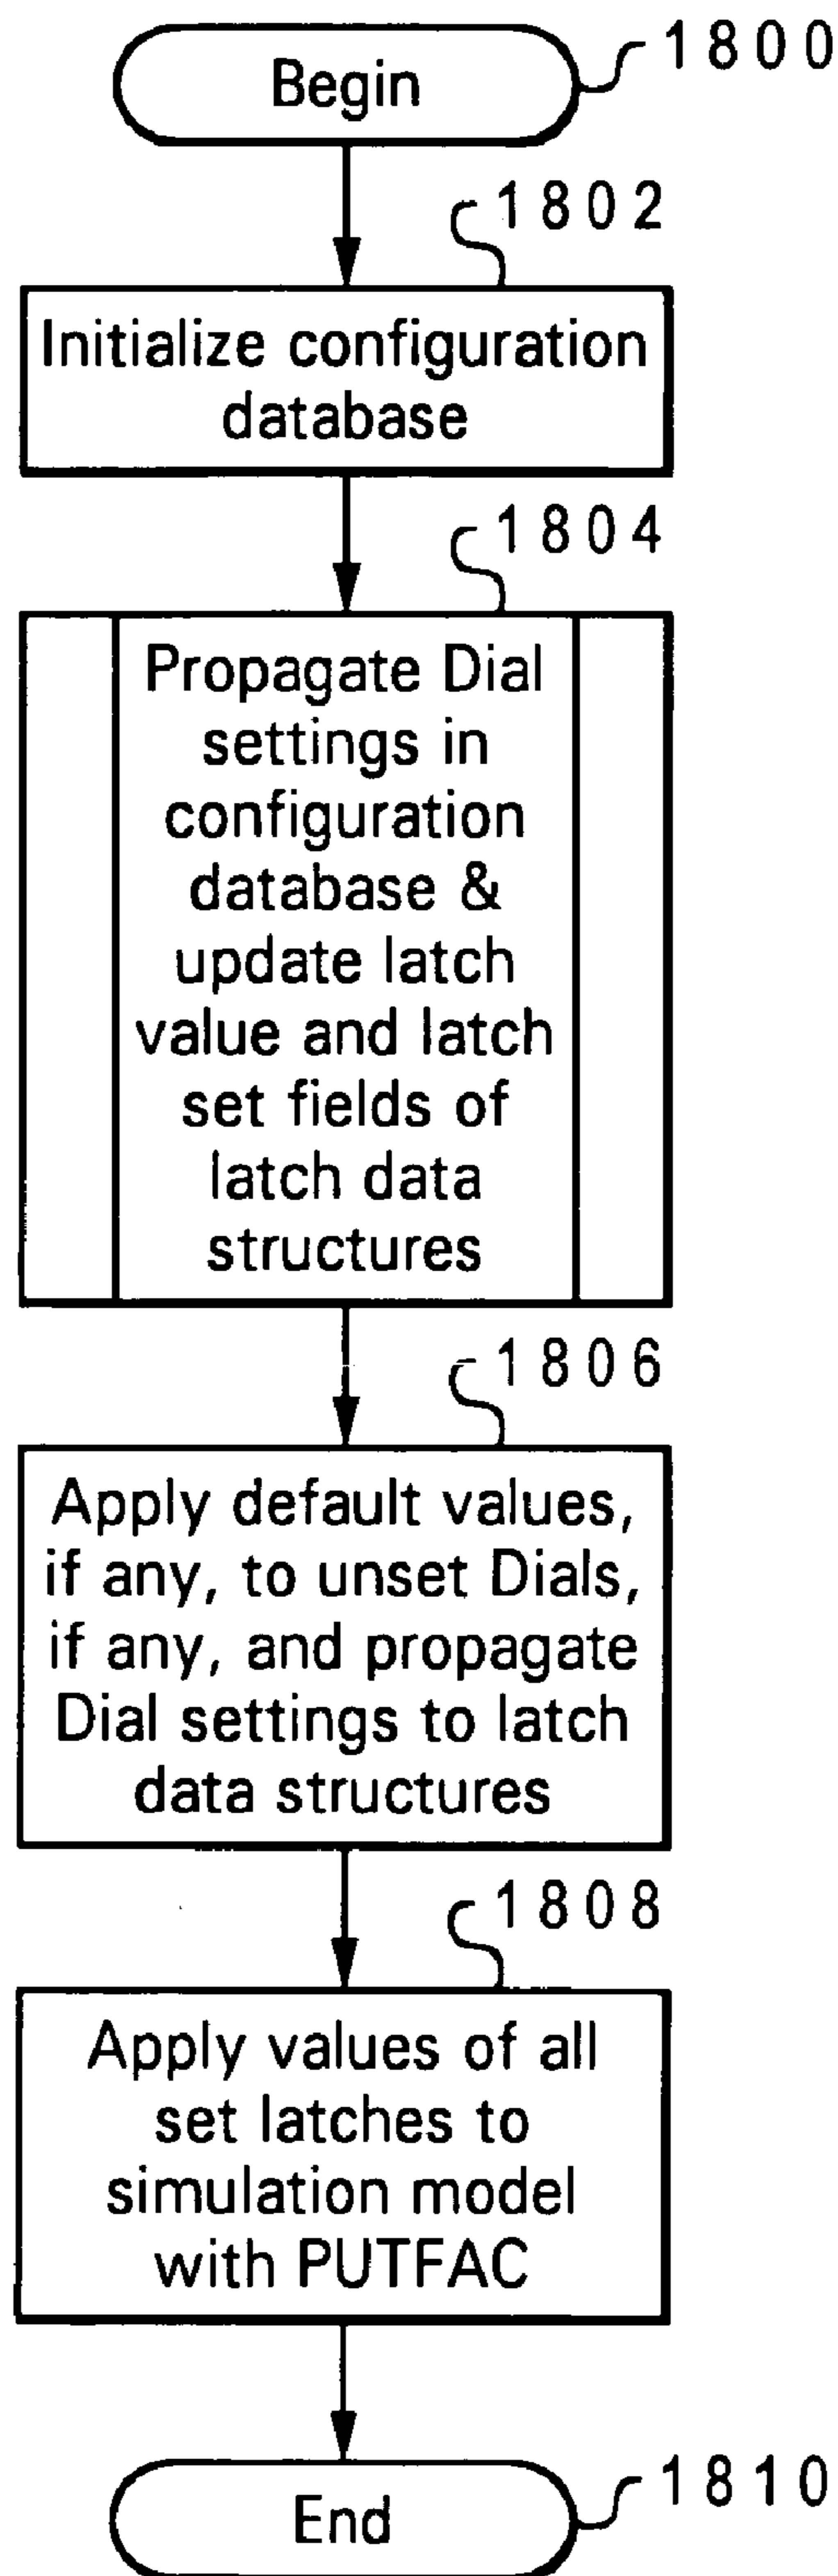 Begin
1800
1802
Initialize configuration
database
1804
Propagate Dial
settings in
configuration
database &
update latch
value and latch
set fields of
latch data
structures
1806
Apply default values,
if any, to unset Dials,
if any, and propagate
Dial settings to latch
data structures
1808
Apply values of all
set latches to
simulation model
with PUTFAC
End
1810